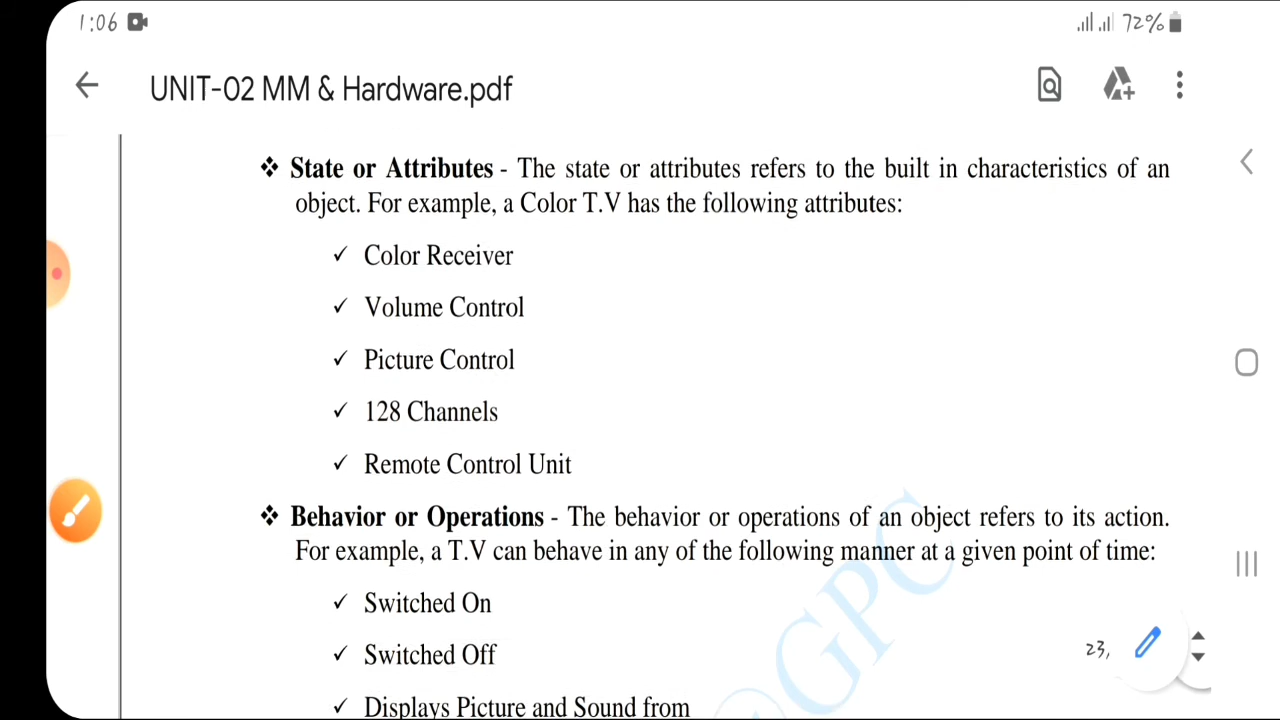 1:06 72%
UNIT-02 MM & Hardware.pdf
❖ State or Attributes - The state or attributes refers to the built in characteristics of an
object. For example, a Color T.V has the following attributes:
✓ Color Receiver
✓ Volume Control
✓ Picture Control
✓ 128 Channels
✓ Remote Control Unit
❖ Behavior or Operations - The behavior or operations of an object refers to its action.
For example, a T.V can behave in any of the following manner at a given point of time:
✓ Switched On
✓ Switched Off
✓ Displays Picture and Sound from
23,
@GPC